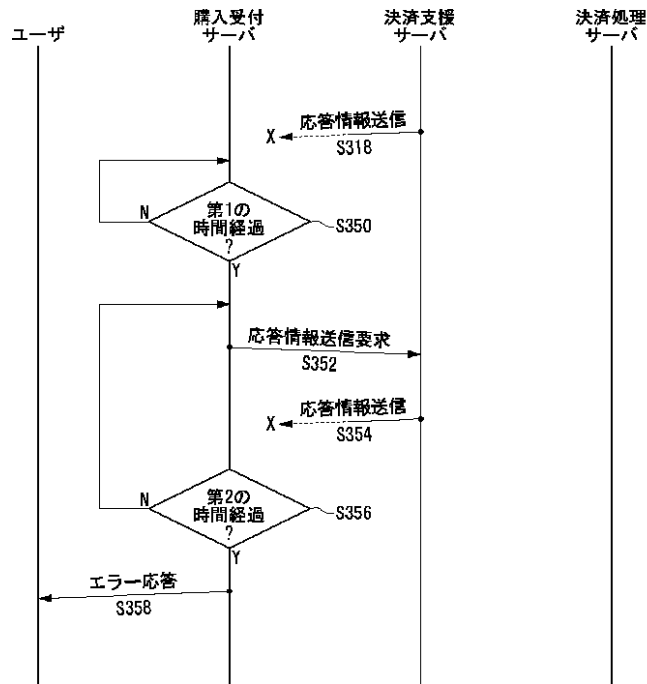 ユーザ
購入受付
サーバ
決済支援
サーバ
決済処理
サーバ
応答情報送信
X
S318
N
第1の
時間経過
?
S350
Y
応答情報送信要求
S352
応答情報送信
X
S354
N
第2の
時間経過
?
S356
Y
エラー応答
S358